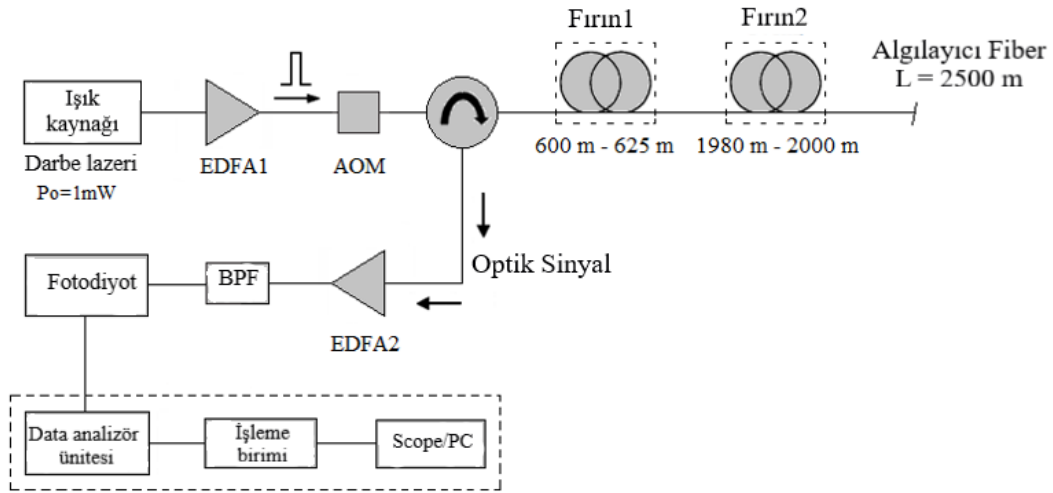 Fırın1
Fırın2
Algılayıcı Fiber
L = 2500 m
Işık
kaynağı
Darbe lazeri
Po=1mW
EDFA1
AOM
600 m - 625 m
1980 m - 2000 m
Optik Sinyal
Fotodiyot
BPF
EDFA2
Data analizör
ünitesi
İşleme
birimi
Scope/PC